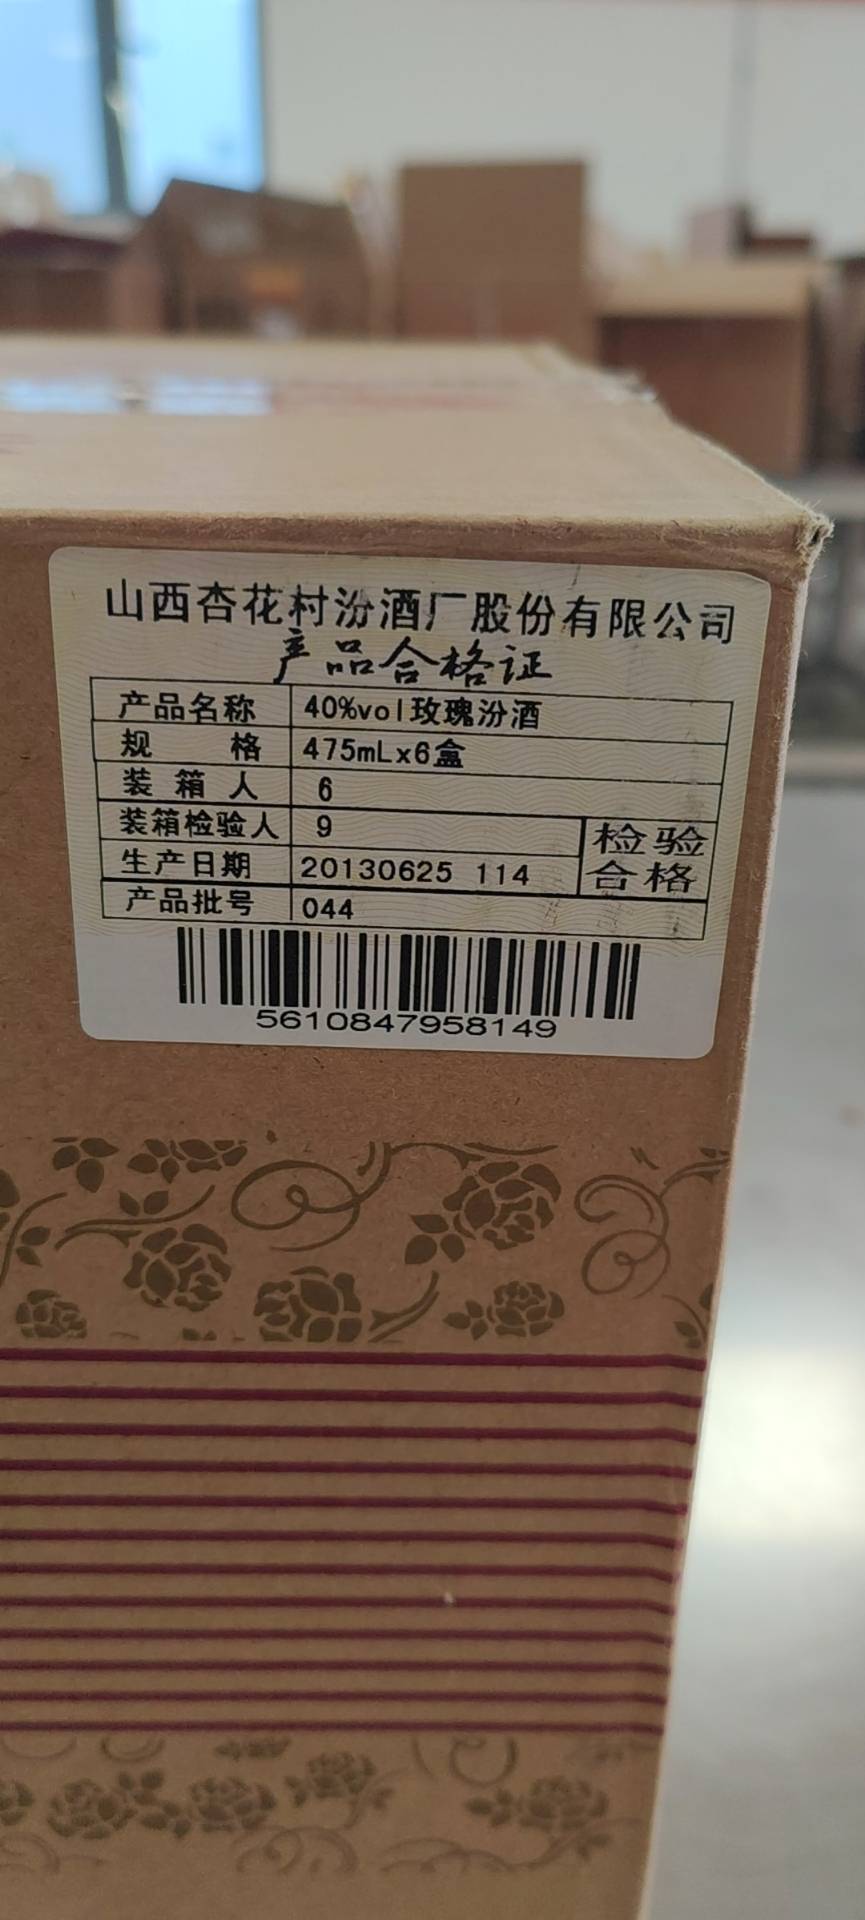 山西杏花村汾酒厂股份有限公司
产品合格证
产品名称 40%vol玫瑰汾酒
规 格 475mLx6盒
装 箱 人 6
装箱检验人 9
检验
合格
生产日期 20130625 114
产品批号 044
5610847958149